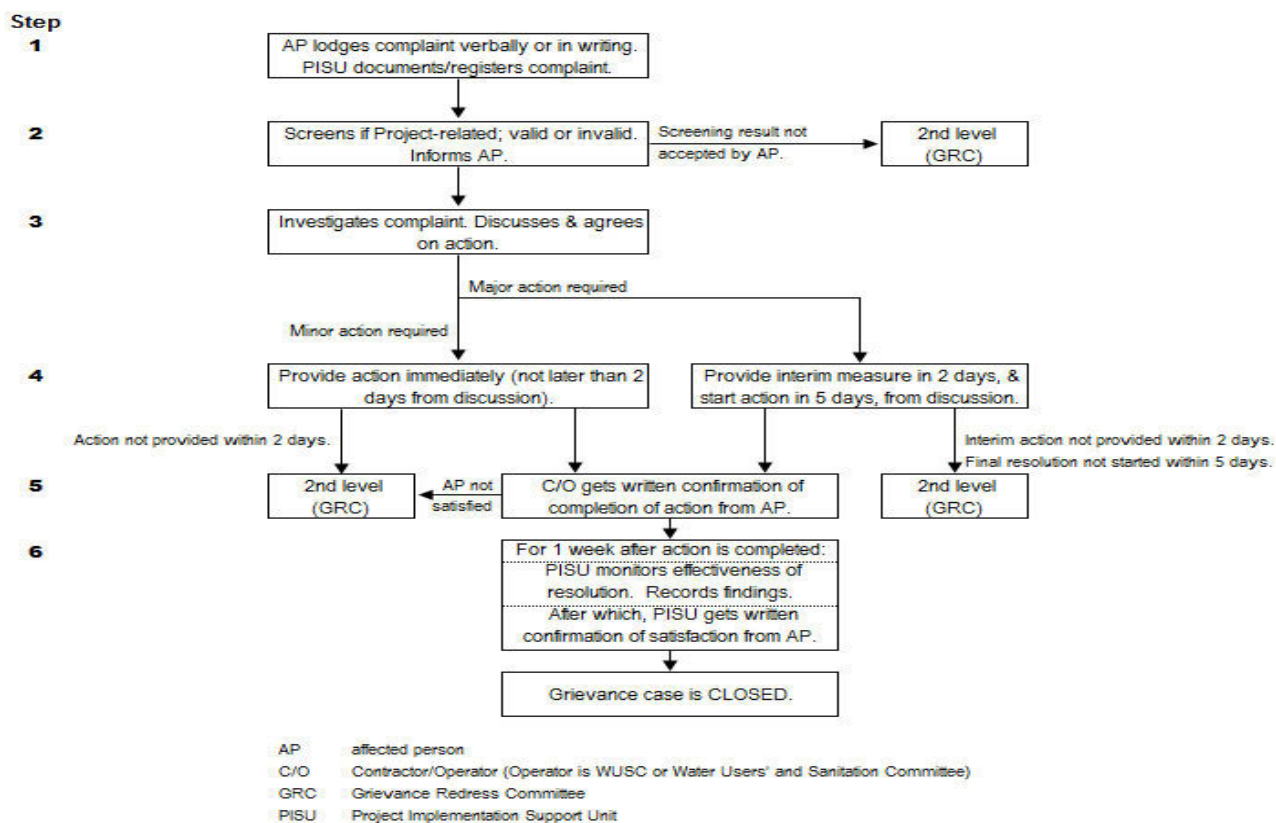 Step
1
AP lodges complaint verbally or in writing.
PISU documents/registers complaint.
2
Screens if Project-related; valid or invalid.
Informs AP.
Screening result not
accepted by AP.
2nd level
(GRC)
3
Investigates complaint. Discusses & agrees
on action.
Major action required
Minor action required
4
Provide action immediately (not later than 2
days from discussion).
Provide interim measure in 2 days, &
start action in 5 days, from discussion.
Action not provided within 2 days.
Interim action not provided within 2 days.
Final resolution not started within 5 days.
5
2nd level
(GRC)
AP not
satisfied
C/O gets written confirmation of
completion of action from AP.
2nd level
(GRC)
6
For 1 week after action is completed:
PISU monitors effectiveness of
resolution. Records findings.
After which, PISU gets written
confirmation of satisfaction from AP.
Grievance case is CLOSED.
AP affected person
C/O Contractor/Operator (Operator is WUSC or Water Users' and Sanitation Committee)
GRC Grievance Redress Committee
PISU Project Implementation Support Unit